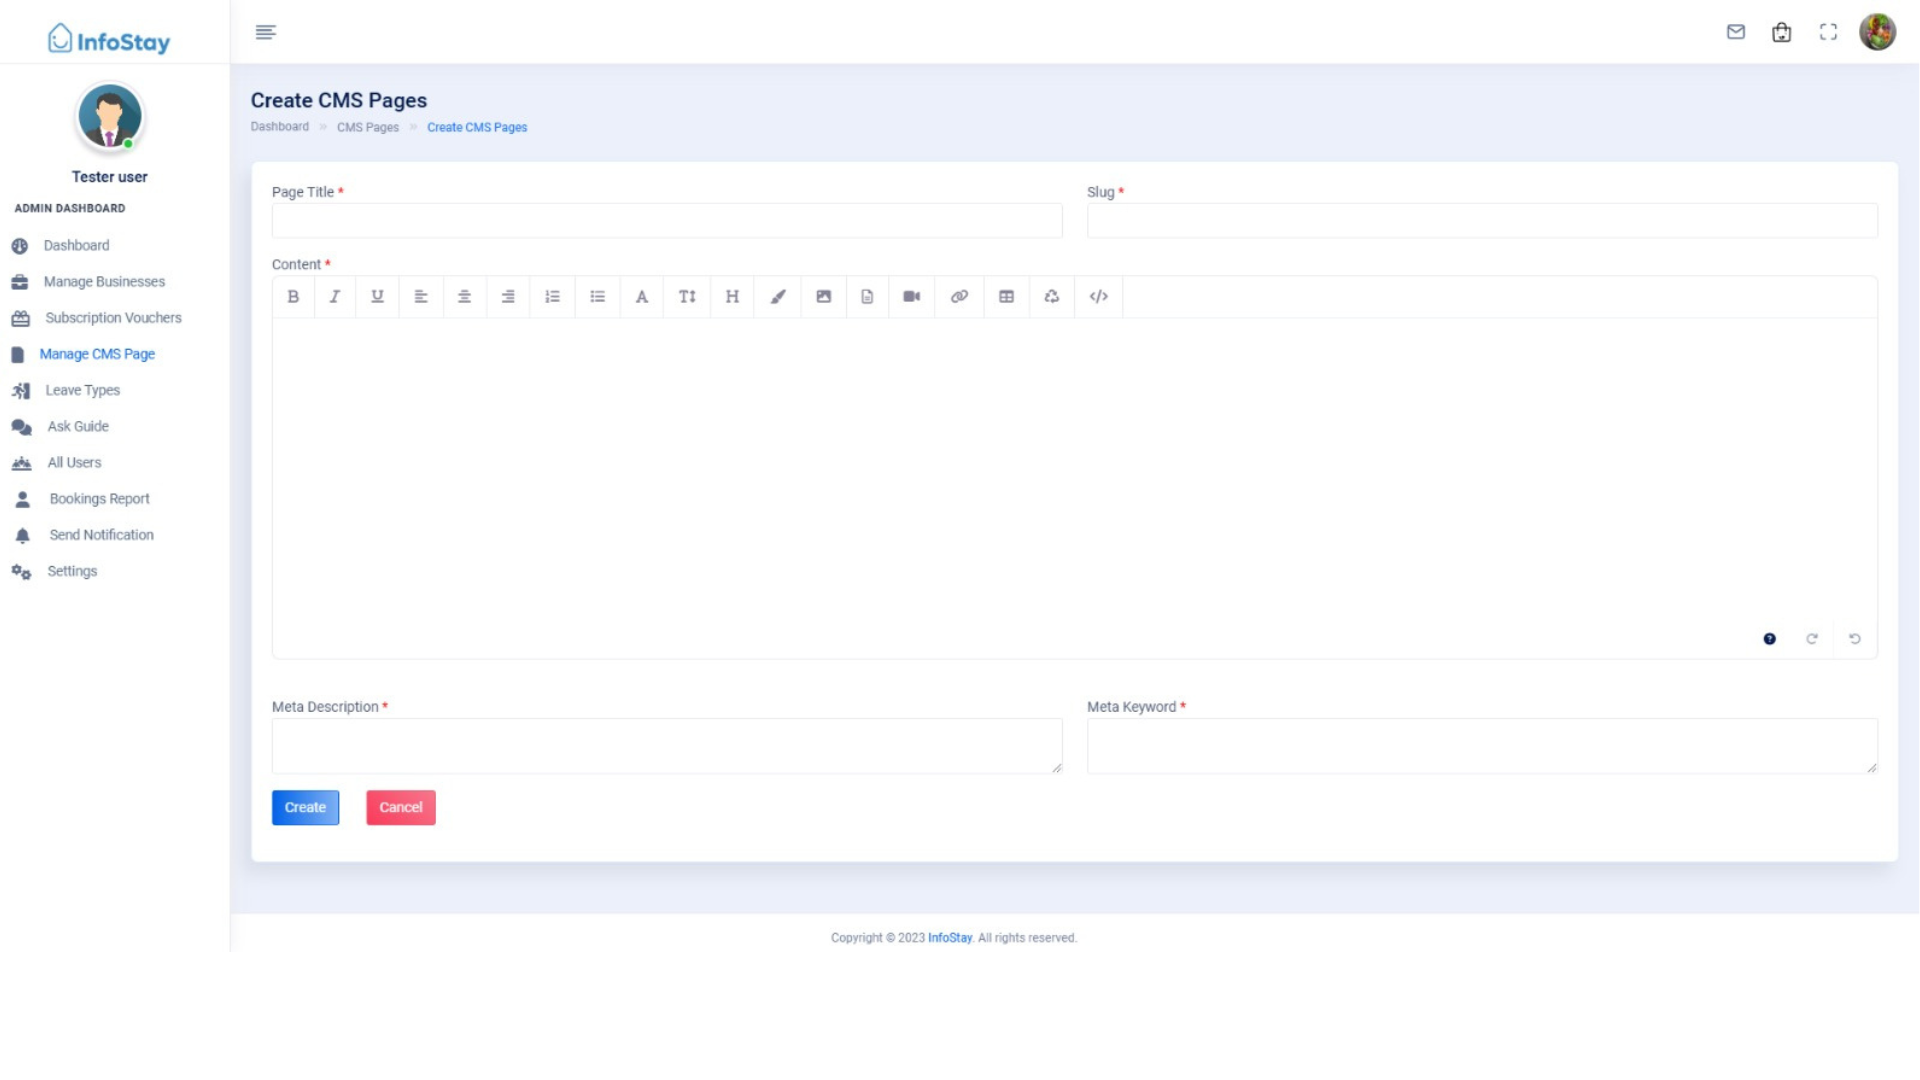 InfoStay
Tester user
ADMIN DASHBOARD
Dashboard
Manage Businesses
Subscription Vouchers
Manage CMS Page
Leave Types
Ask Guide
All Users
Bookings Report
Send Notification
Settings
Create CMS Pages
Dashboard » CMS Pages » Create CMS Pages
Page Title *
Slug *
Content *
Meta Description *
Meta Keyword *
Create
Cancel
Copyright © 2023 InfoStay. All rights reserved.